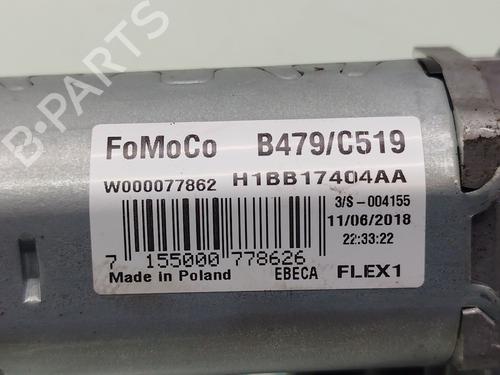 B-PARTS
FoMoCo B479/C519
W000077862 H1BB17404AA
3/S-004155
11/06/2018
22:33:22
7 155000 778626
Made in Poland EBECA FLEX1